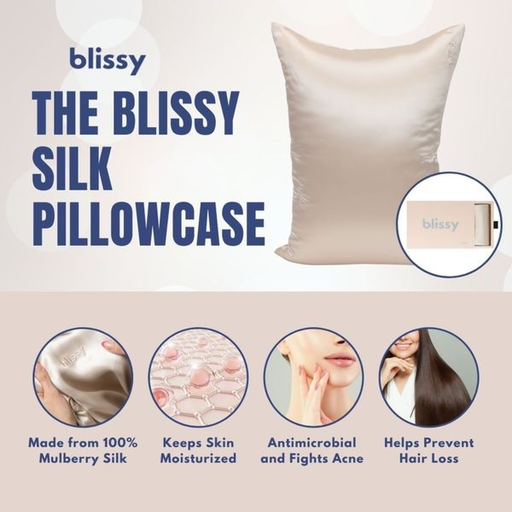 blissy
THE BLISSY
SILK
PILLOWCASE
blissy
blissy
Made from 100%
Mulberry Silk
Keeps Skin
Moisturized
Antimicrobial
and Fights Acne
Helps Prevent
Hair Loss